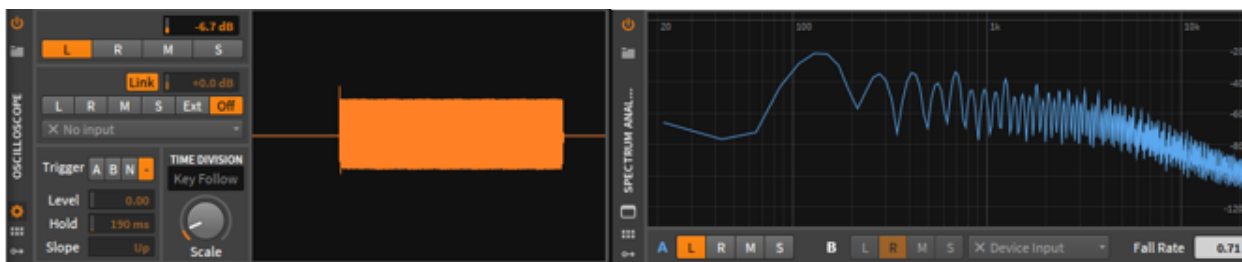 OSCILLOSCOPE
-6.7 dB
L R M S
Link +0.0 dB
L R M S Ext Off
× No input
Trigger A B N -
Level 0.00
Hold 190 ms
Slope Up
TIME DIVISION
Key Follow
Scale
SPECTRUM ANAL...
20 100 1k 10k
-20
-40
-60
-80
-120
A L R M S B L R M S × Device Input Fall Rate 0.71